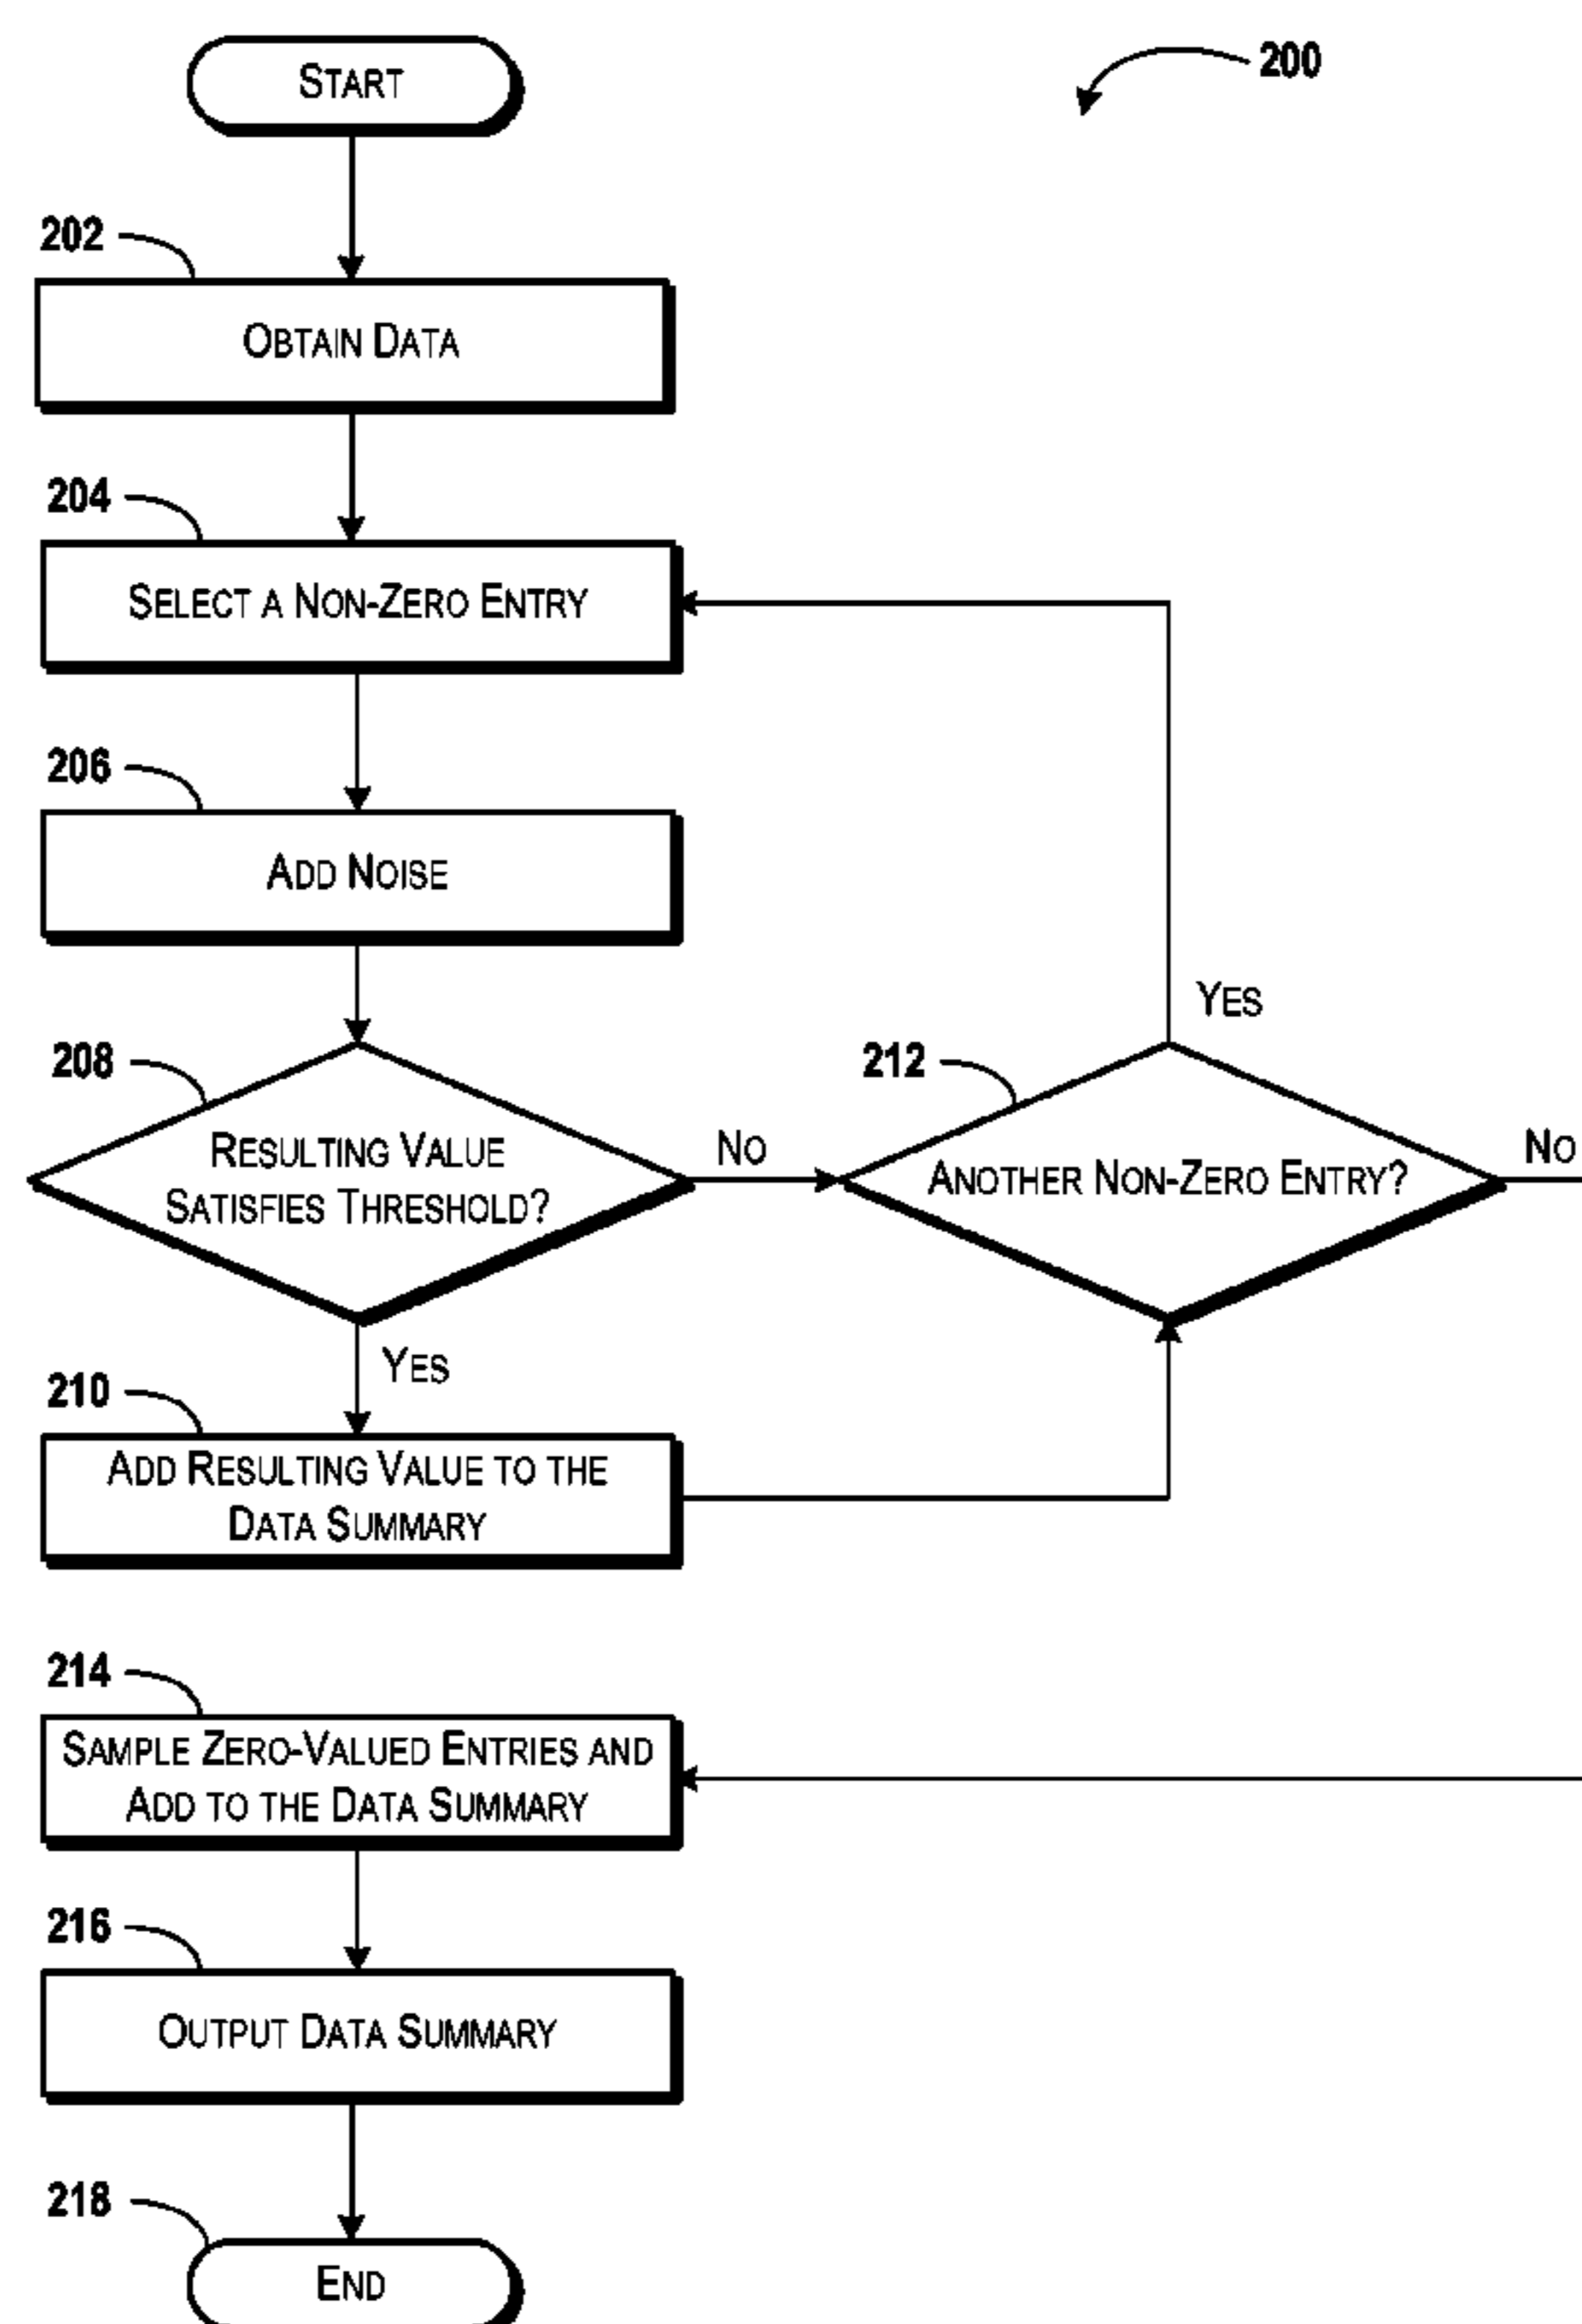 START
200
202
OBTAIN DATA
204
SELECT A NON-ZERO ENTRY
206
ADD NOISE
208
RESULTING VALUE
SATISFIES THRESHOLD?
NO
YES
212
ANOTHER NON-ZERO ENTRY?
YES
NO
210
ADD RESULTING VALUE TO THE
DATA SUMMARY
214
SAMPLE ZERO-VALUED ENTRIES AND
ADD TO THE DATA SUMMARY
216
OUTPUT DATA SUMMARY
218
END